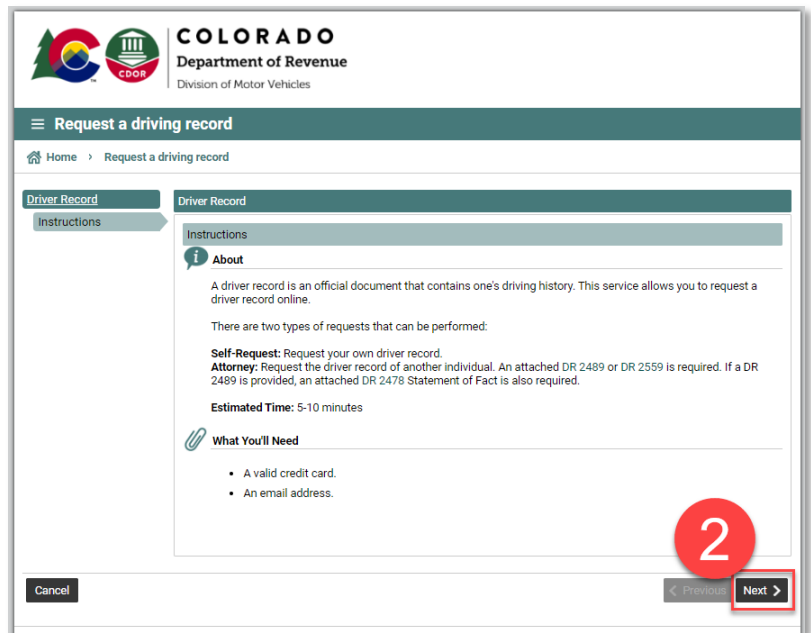 COLORADO
Department of Revenue
Division of Motor Vehicles
CDOR
Request a driving record
Home > Request a driving record
Driver Record
Instructions
Driver Record
Instructions
i About
A driver record is an official document that contains one's driving history. This service allows you to request a
driver record online.
There are two types of requests that can be performed:
Self-Request: Request your own driver record.
Attorney: Request the driver record of another individual. An attached DR 2489 or DR 2559 is required. If a DR
2489 is provided, an attached DR 2478 Statement of Fact is also required.
Estimated Time: 5-10 minutes
What You'll Need
• A valid credit card.
• An email address.
2
Cancel
< Previous
Next >